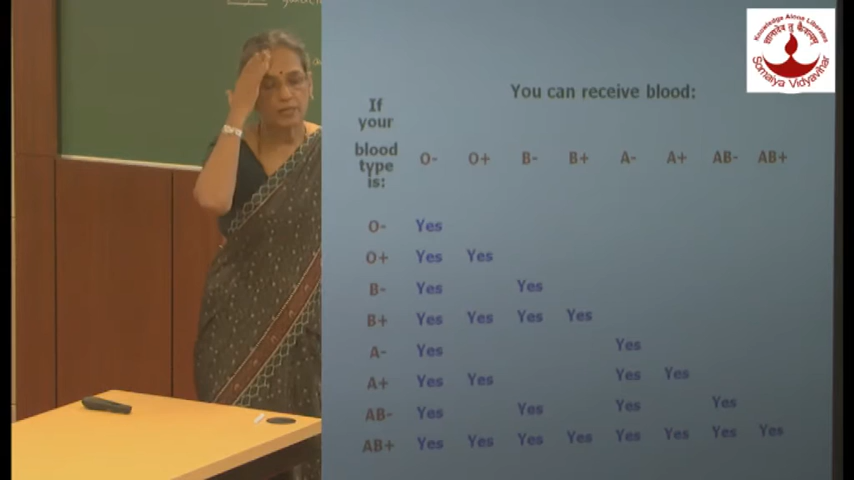 Knowledge Alone Liberates
ज्ञानादेव तु कैवल्यम्
Somaiya Vidyavihar
You can receive blood:
If
your
blood
type
is:
O- O+ B- B+ A- A+ AB- AB+
O- Yes
O+ Yes Yes
B- Yes Yes
B+ Yes Yes Yes Yes
A- Yes Yes
A+ Yes Yes Yes Yes
AB- Yes Yes Yes Yes
AB+ Yes Yes Yes Yes Yes Yes Yes Yes